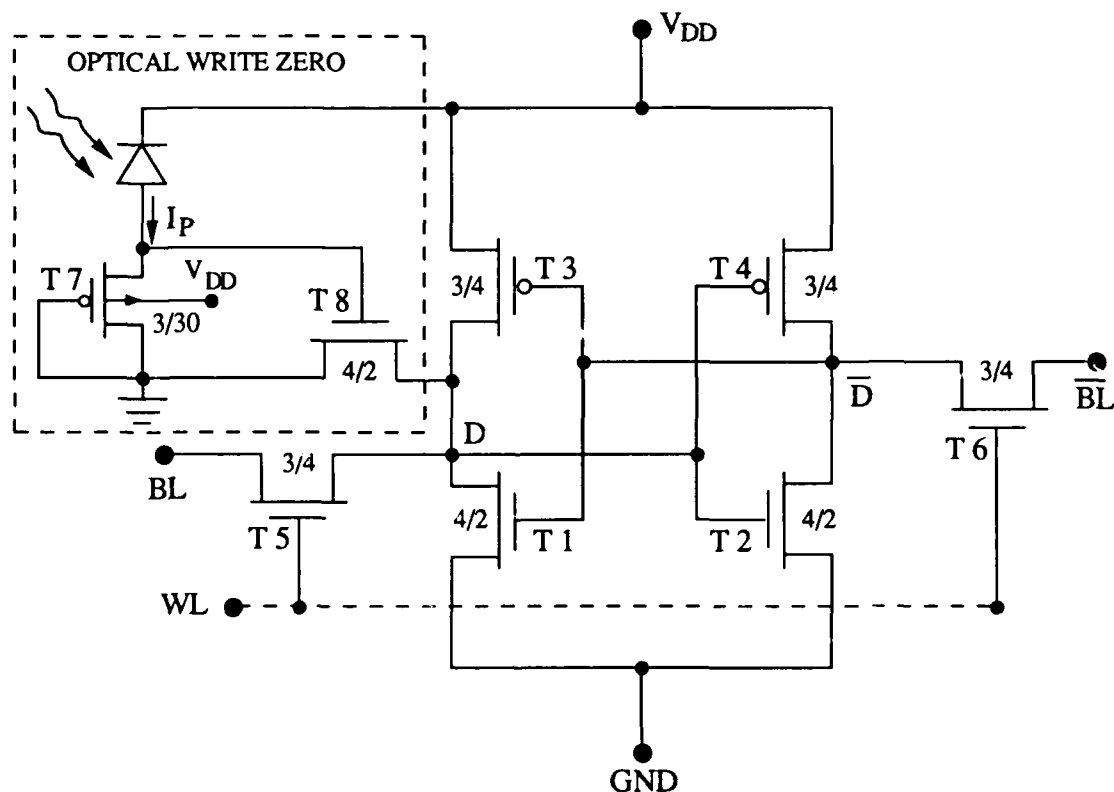 V_DD
OPTICAL WRITE ZERO
I_P
T 7
V_DD
3/30
T 8
4/2
3/4
T 3
T 4
3/4
D
D̅
3/4
B̅L̅
T 6
BL
3/4
T 5
4/2
T 1
T 2
4/2
WL
GND